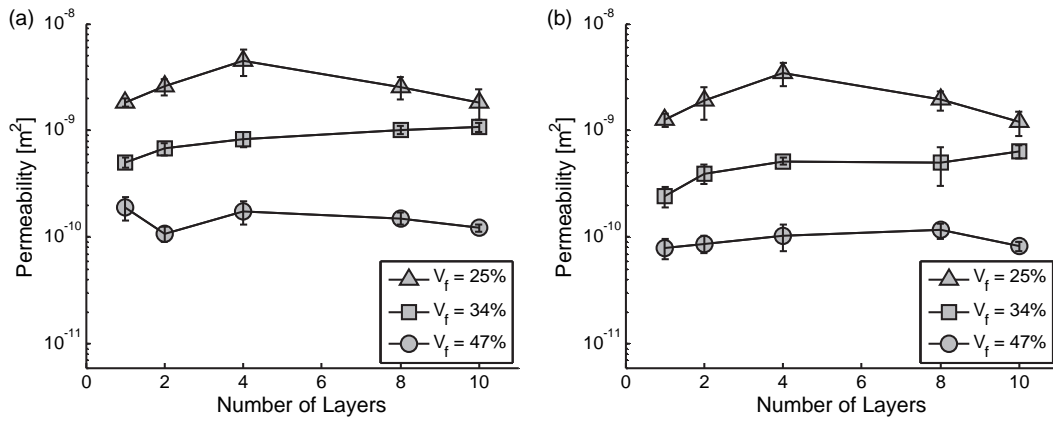 (a)
Permeability [m²]
10⁻⁸
10⁻⁹
10⁻¹⁰
10⁻¹¹
0 2 4 6 8 10
Number of Layers
V_f = 25%
V_f = 34%
V_f = 47%
(b)
Permeability [m²]
10⁻⁸
10⁻⁹
10⁻¹⁰
10⁻¹¹
0 2 4 6 8 10
Number of Layers
V_f = 25%
V_f = 34%
V_f = 47%